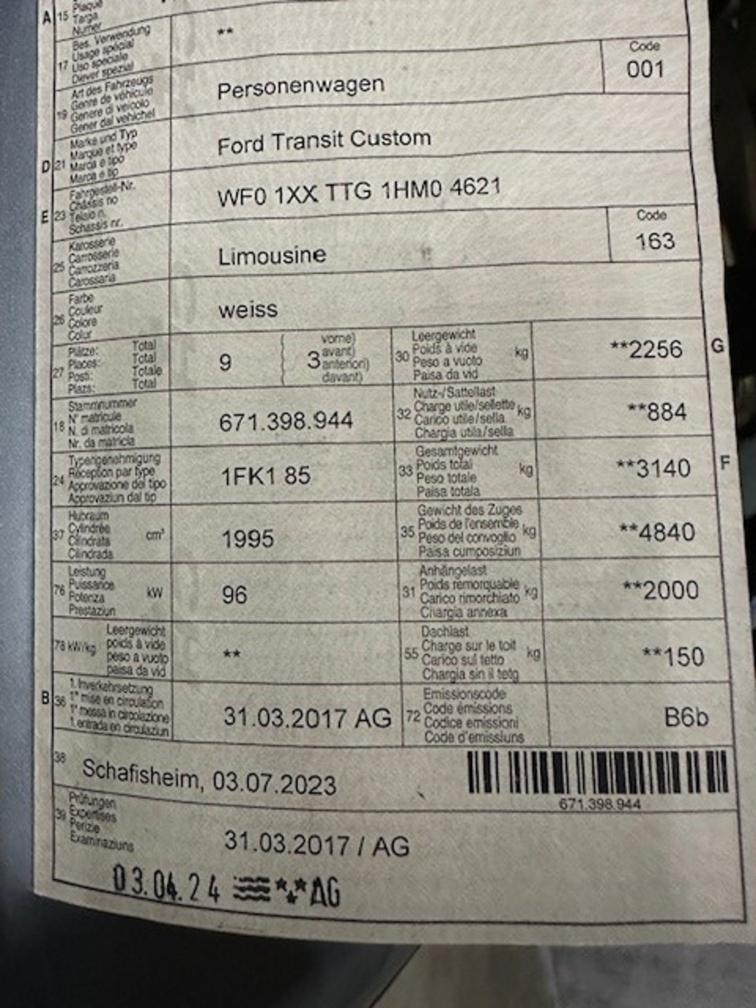 A 15 Plaque
Targa
Numer
17 Bes. Verwendung
Usage spécial
Uso speciale
Diever spezial
**
19 Art des Fahrzeugs
Genre de véhicule
Genere di veicolo
Gener dal vehichel
Personenwagen
Code
001
D 21 Marke und Typ
Marque et type
Marca e tipo
Marca e tip
Ford Transit Custom
E 23 Fahrgestell-Nr.
Châssis no
Telaio n.
Schassis nr.
WF0 1XX TTG 1HM0 4621
25 Karosserie
Carrosserie
Carrozzeria
Carossaria
Limousine
Code
163
26 Farbe
Couleur
Colore
Colur
weiss
27 Plätze: Total
Places: Total
Posti: Totale
Plazs: Total
9
3
vorne)
avant)
anteriori)
davant)
30 Leergewicht
Poids à vide
Peso a vuoto
Paisa da vid
kg
**2256
G
18 Stammnummer
N° matricule
N. di matricola
Nr. da matricla
671.398.944
32 Nutz-/Sattellast
Charge utile/sellette
Carico utile/sella
Chargia utila/sella
kg
**884
24 Typengenehmigung
Réception par type
Approvazione del tipo
Approvaziun dal tip
1FK1 85
33 Gesamtgewicht
Poids total
Peso totale
Paisa totala
kg
**3140
F
37 Hubraum
Cylindrée
Cilindrata
Cilindrada
cm³
1995
35 Gewicht des Zuges
Poids de l'ensemble
Peso del convoglio
Paisa cumposiziun
kg
**4840
76 Leistung
Puissance
Potenza
Prestaziun
kW
96
31 Anhängelast
Poids remorquable
Carico rimorchiato
Chargia annexa
kg
**2000
78 kW/kg
Leergewicht
poids à vide
peso a vuoto
paisa da vid
**
55 Dachlast
Charge sur le toit
Carico sul tetto
Chargia sin il tetg
kg
**150
B 36 1. Inverkehrsetzung
1re mise en circulation
1a messa in circolazione
1. entrada en circulaziun
31.03.2017 AG
72 Emissionscode
Code émissions
Codice emissioni
Code d'emissiuns
B6b
38
Schafisheim, 03.07.2023
671.398.944
39 Prüfungen
Expertises
Perizie
Examinaziuns
31.03.2017 / AG
03.04.24 AG